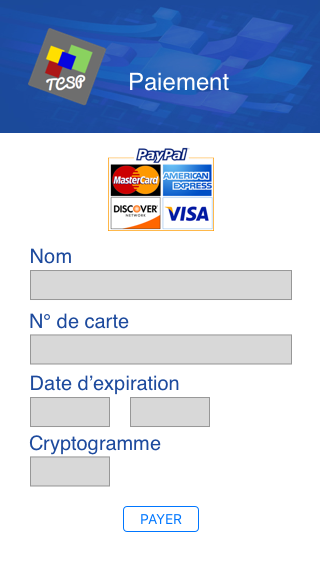 TCSP
Paiement
PayPal
MasterCard
AMERICAN
EXPRESS
DISCOVER
NETWORK
VISA
Nom
N° de carte
Date d’expiration
Cryptogramme
PAYER